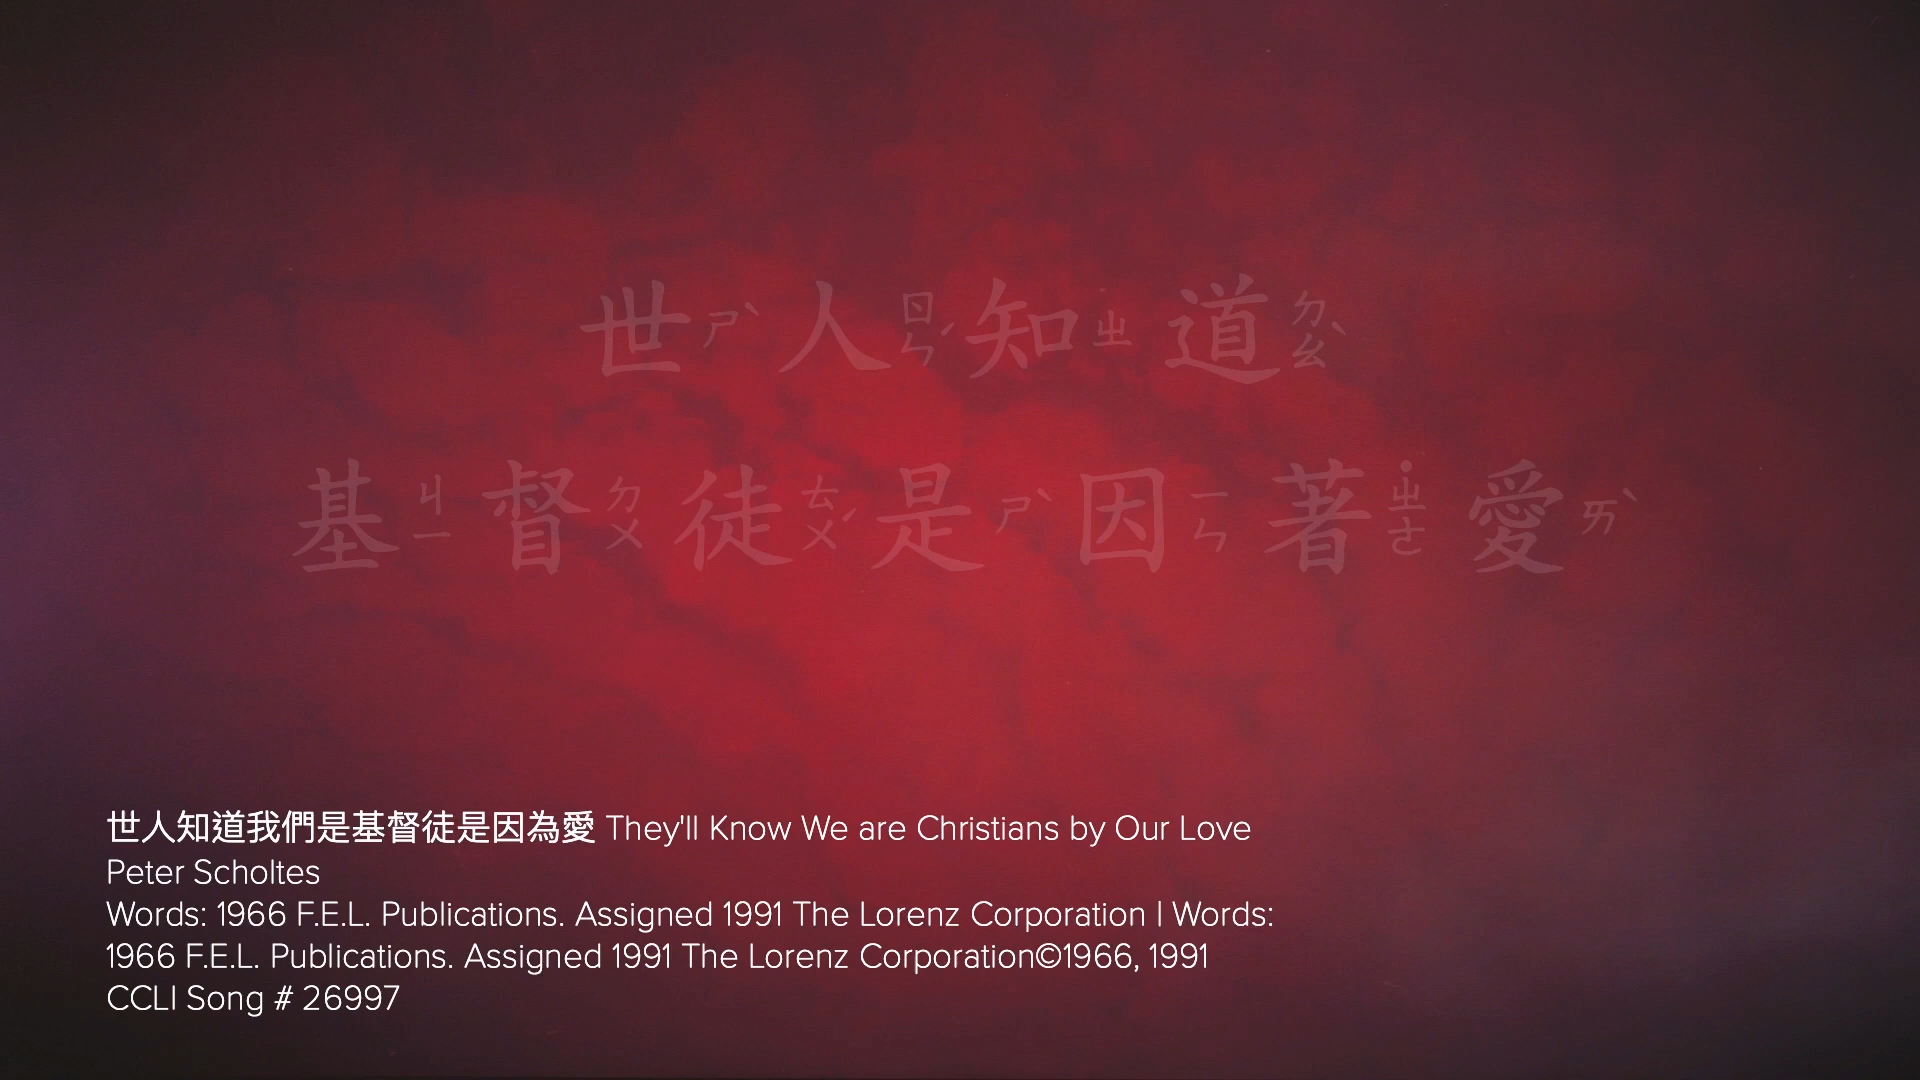 世ㄕˋ人ㄖㄣˊ知ㄓ道ㄉㄠˋ
基ㄐㄧ督ㄉㄨ徒ㄊㄨˊ是ㄕˋ因ㄧㄣ著˙ㄓㄜ愛ㄞˋ
世人知道我們是基督徒是因為愛 They'll Know We are Christians by Our Love
Peter Scholtes
Words: 1966 F.E.L. Publications. Assigned 1991 The Lorenz Corporation | Words:
1966 F.E.L. Publications. Assigned 1991 The Lorenz Corporation©1966, 1991
CCLI Song # 26997